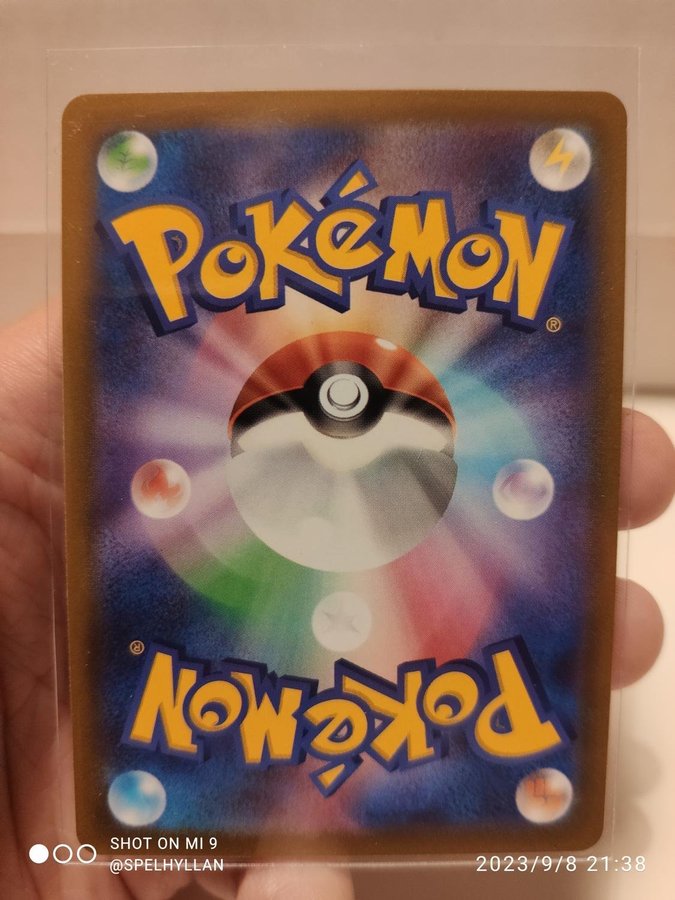 POKéMON
®
®
POKéMON
SHOT ON MI 9
@SPELHYLLAN
2023/9/8 21:38